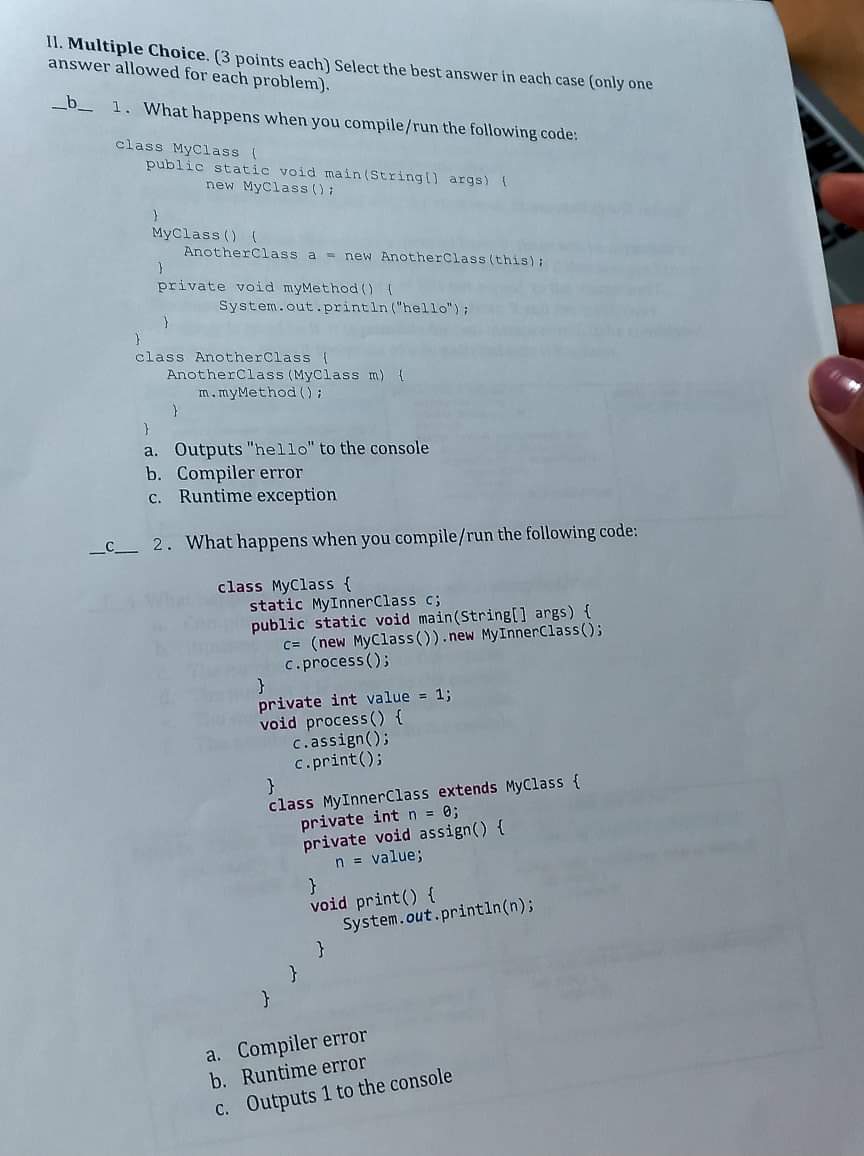 II. Multiple Choice. (3 points each) Select the best answer in each case (only one
answer allowed for each problem).
__b__ 1. What happens when you compile/run the following code:
class MyClass {
public static void main(String[] args) {
new MyClass();
}
MyClass() {
AnotherClass a = new AnotherClass(this);
}
private void myMethod() {
System.out.println("hello");
}
}
class AnotherClass {
AnotherClass(MyClass m) {
m.myMethod();
}
}
a. Outputs "hello" to the console
b. Compiler error
c. Runtime exception
__c___ 2. What happens when you compile/run the following code:
class MyClass {
static MyInnerClass c;
public static void main(String[] args) {
c= (new MyClass()).new MyInnerClass();
c.process();
}
private int value = 1;
void process() {
c.assign();
c.print();
}
class MyInnerClass extends MyClass {
private int n = 0;
private void assign() {
n = value;
}
void print() {
System.out.println(n);
}
}
}
a. Compiler error
b. Runtime error
c. Outputs 1 to the console